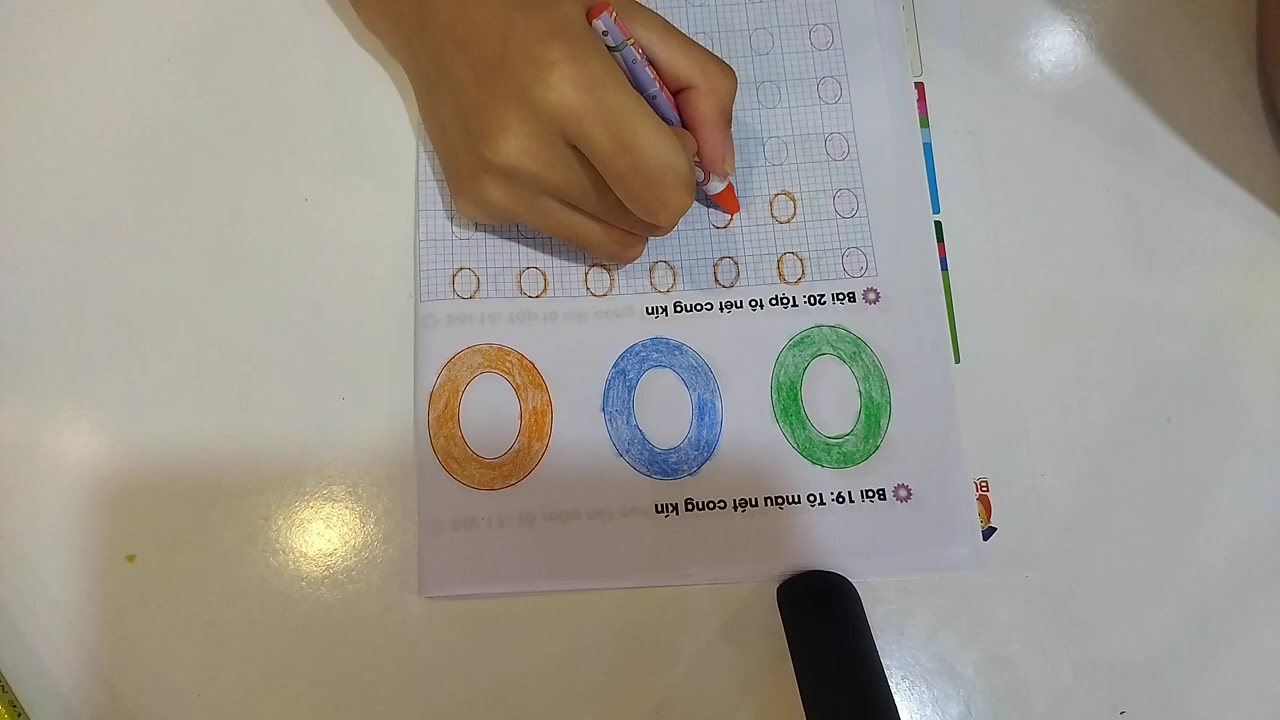 Bài 19: Tô màu nét cong kín
Bài 20: Tập tô nét cong kín